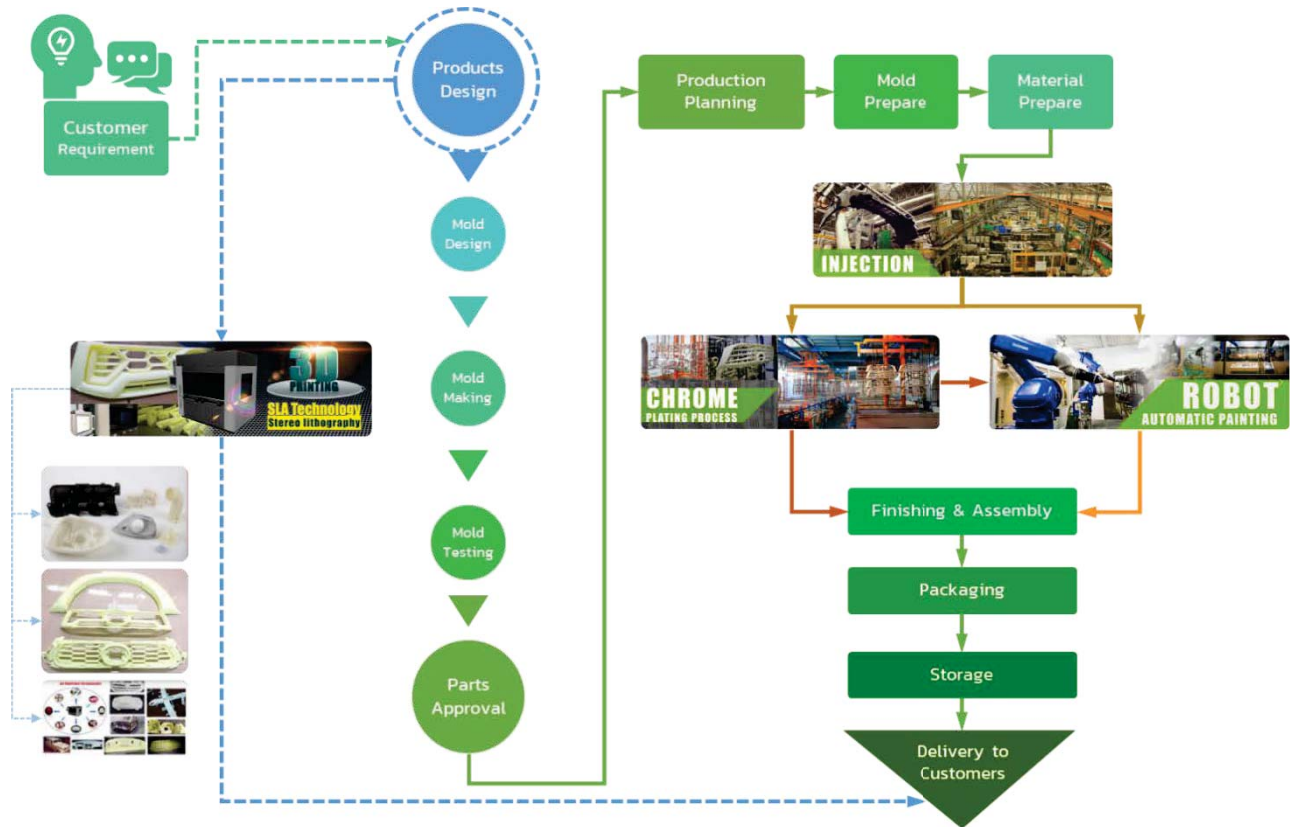 Customer
Requirement
Products
Design
Mold
Design
Mold
Making
Mold
Testing
Parts
Approval
3D
PRINTING
SLA Technology
Stereo lithography
Production
Planning
Mold
Prepare
Material
Prepare
INJECTION
CHROME
PLATING PROCESS
ROBOT
AUTOMATIC PAINTING
Finishing & Assembly
Packaging
Storage
Delivery to
Customers